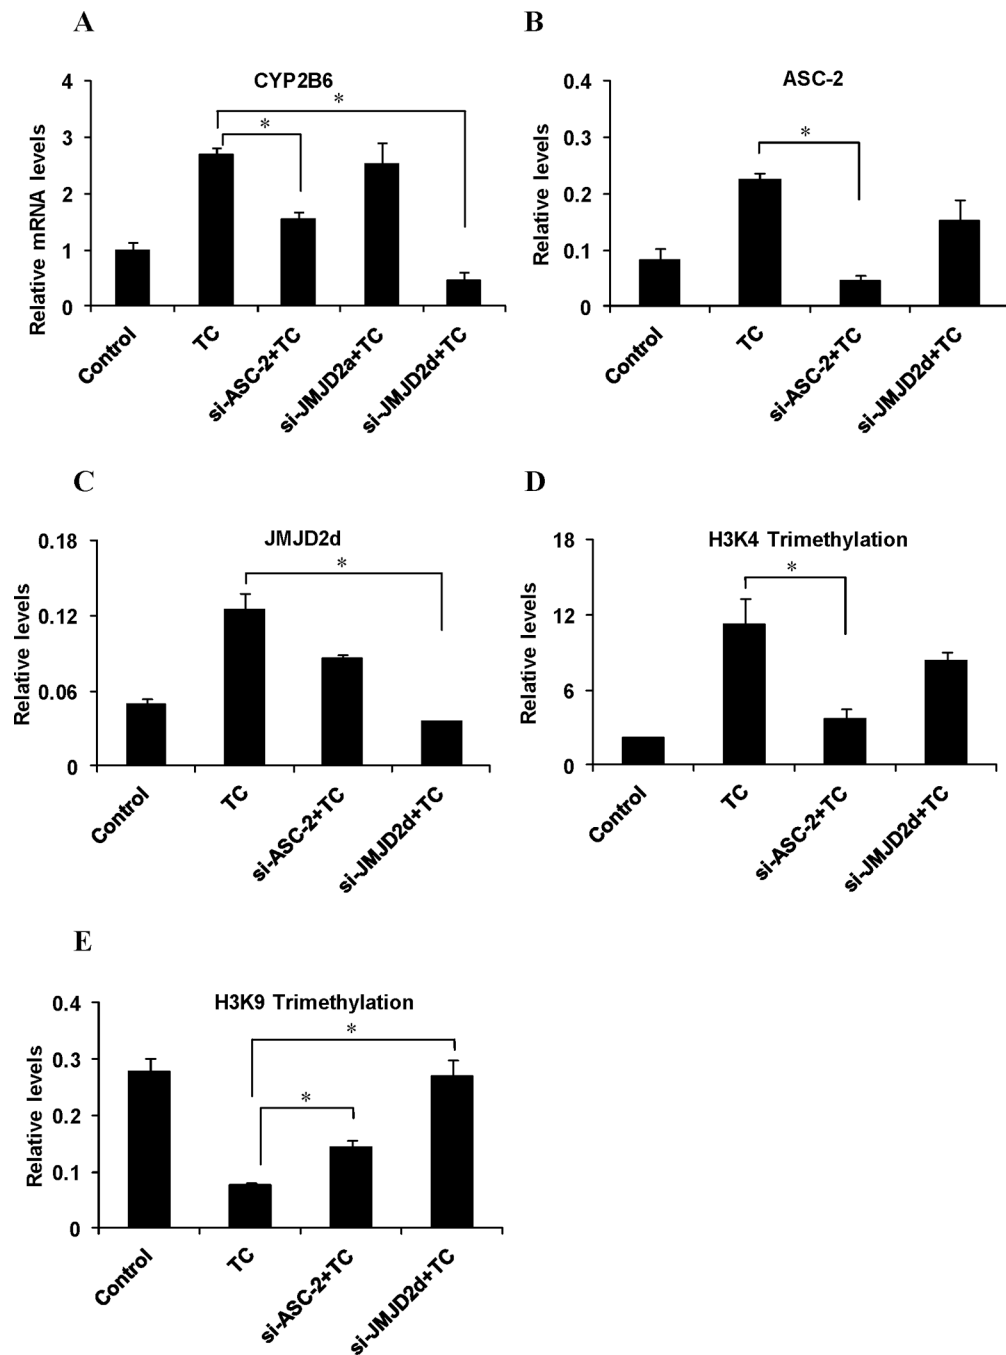 A
CYP2B6
Relative mRNA levels
4
3
2
1
0
*
*
Control
TC
si-ASC-2+TC
si-JMJD2a+TC
si-JMJD2d+TC
B
ASC-2
Relative levels
0.4
0.3
0.2
0.1
0
*
Control
TC
si-ASC-2+TC
si-JMJD2d+TC
C
JMJD2d
Relative levels
0.18
0.12
0.06
0
*
Control
TC
si-ASC-2+TC
si-JMJD2d+TC
D
H3K4 Trimethylation
Relative levels
18
12
6
0
*
Control
TC
si-ASC-2+TC
si-JMJD2d+TC
E
H3K9 Trimethylation
Relative levels
0.4
0.3
0.2
0.1
0
*
*
Control
TC
si-ASC-2+TC
si-JMJD2d+TC